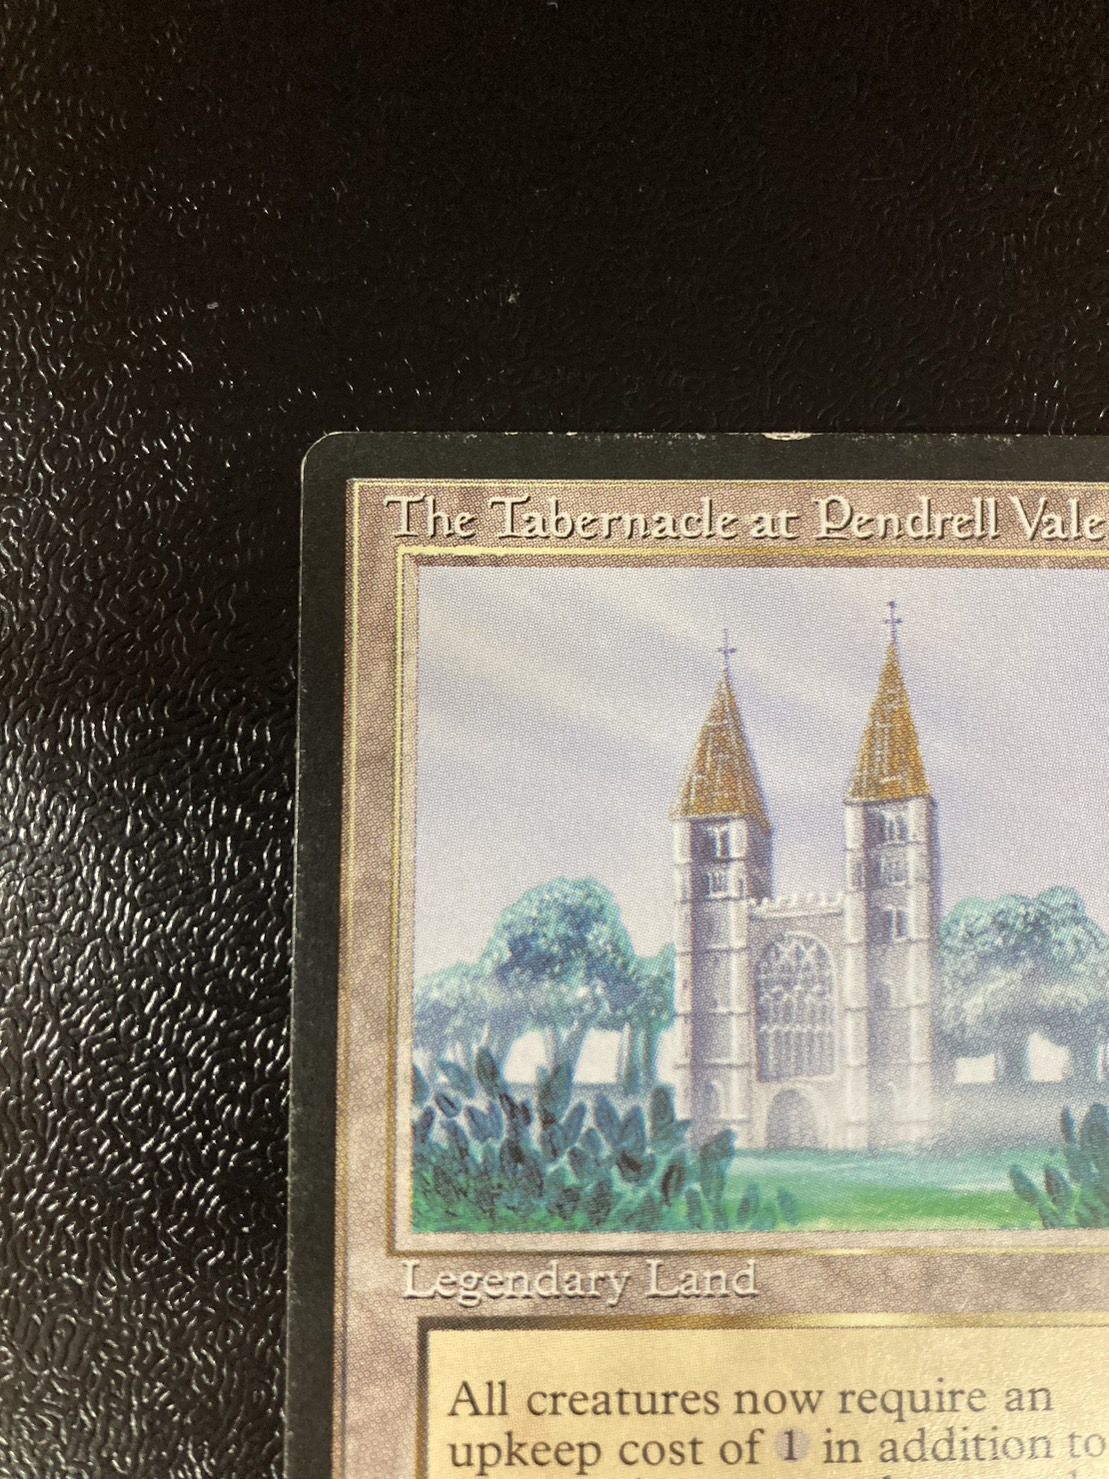 The Tabernacle at Pendrell Vale
Legendary Land
All creatures now require an
upkeep cost of 1 in addition to